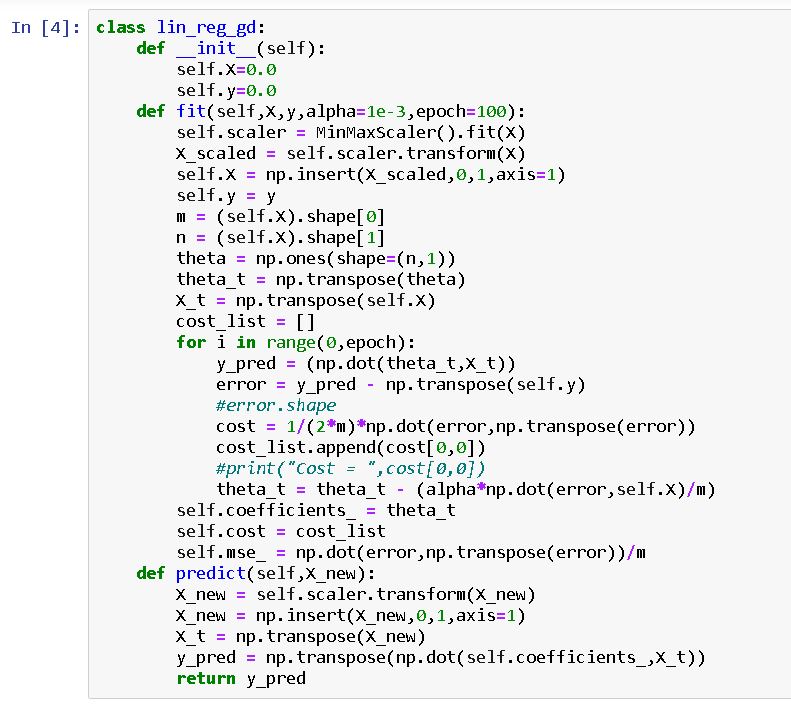 In [4]: class lin_reg_gd:
    def __init__(self):
        self.X=0.0
        self.y=0.0
    def fit(self,X,y,alpha=1e-3,epoch=100):
        self.scaler = MinMaxScaler().fit(X)
        X_scaled = self.scaler.transform(X)
        self.X = np.insert(X_scaled,0,1,axis=1)
        self.y = y
        m = (self.X).shape[0]
        n = (self.X).shape[1]
        theta = np.ones(shape=(n,1))
        theta_t = np.transpose(theta)
        X_t = np.transpose(self.X)
        cost_list = []
        for i in range(0,epoch):
            y_pred = (np.dot(theta_t,X_t))
            error = y_pred - np.transpose(self.y)
            #error.shape
            cost = 1/(2*m)*np.dot(error,np.transpose(error))
            cost_list.append(cost[0,0])
            #print("Cost = ",cost[0,0])
            theta_t = theta_t - (alpha*np.dot(error,self.X)/m)
        self.coefficients_ = theta_t
        self.cost = cost_list
        self.mse_ = np.dot(error,np.transpose(error))/m
    def predict(self,X_new):
        X_new = self.scaler.transform(X_new)
        X_new = np.insert(X_new,0,1,axis=1)
        X_t = np.transpose(X_new)
        y_pred = np.transpose(np.dot(self.coefficients_,X_t))
        return y_pred